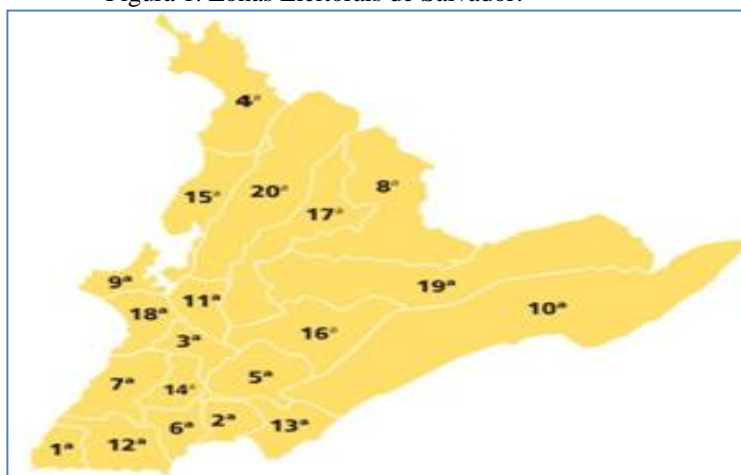 Figura 1. Zonas Eleitorais de Salvador.
4ª
15ª
20ª
8ª
17ª
9ª
11ª
19ª
18ª
10ª
16ª
3ª
7ª
14ª
5ª
6ª
2ª
13ª
1ª
12ª